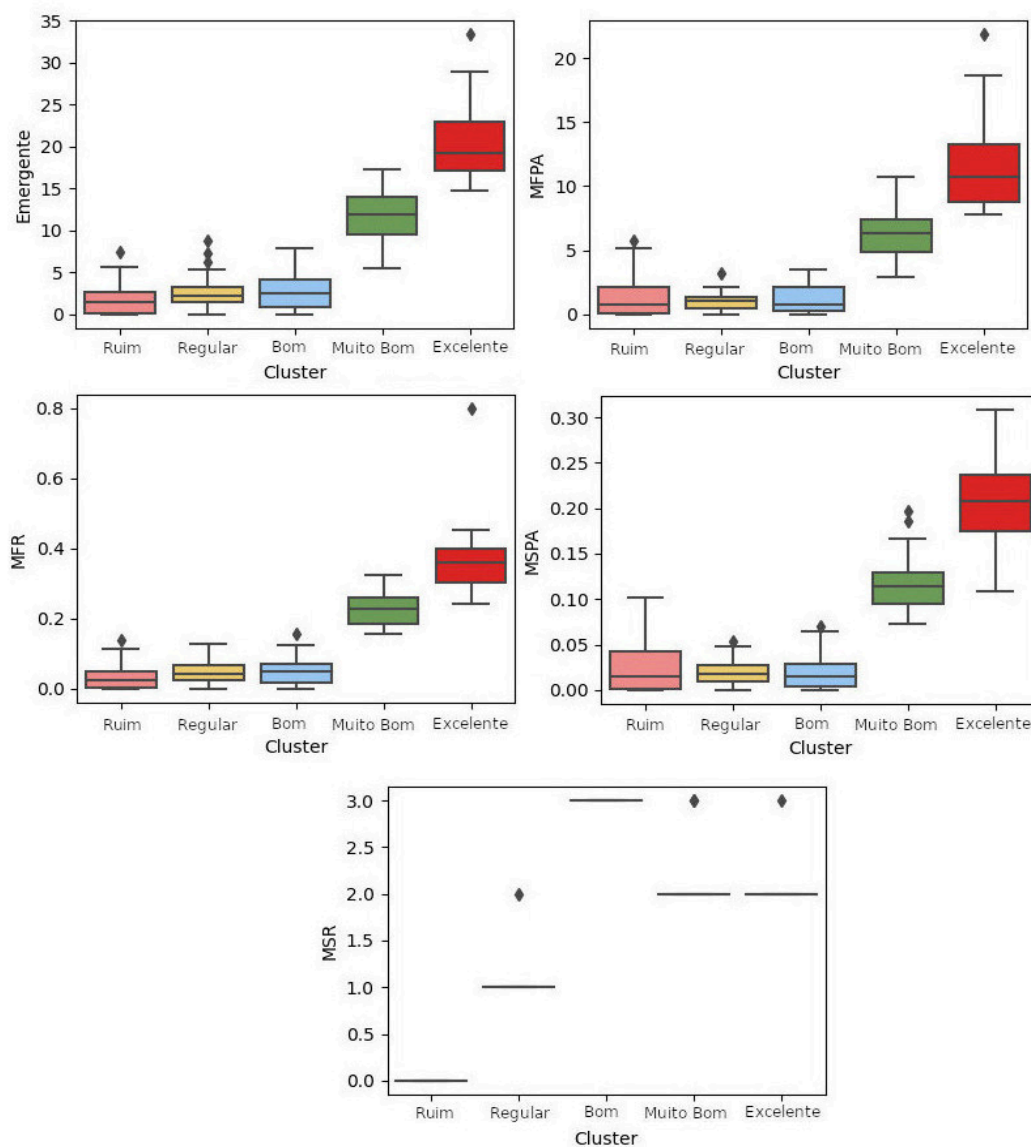 Emergente
35
30
25
20
15
10
5
0
Ruim Regular Bom Muito Bom Excelente
Cluster
MFPA
20
15
10
5
0
Ruim Regular Bom Muito Bom Excelente
Cluster
MFR
0.8
0.6
0.4
0.2
0.0
Ruim Regular Bom Muito Bom Excelente
Cluster
MSPA
0.30
0.25
0.20
0.15
0.10
0.05
0.00
Ruim Regular Bom Muito Bom Excelente
Cluster
MSR
3.0
2.5
2.0
1.5
1.0
0.5
0.0
Ruim Regular Bom Muito Bom Excelente
Cluster